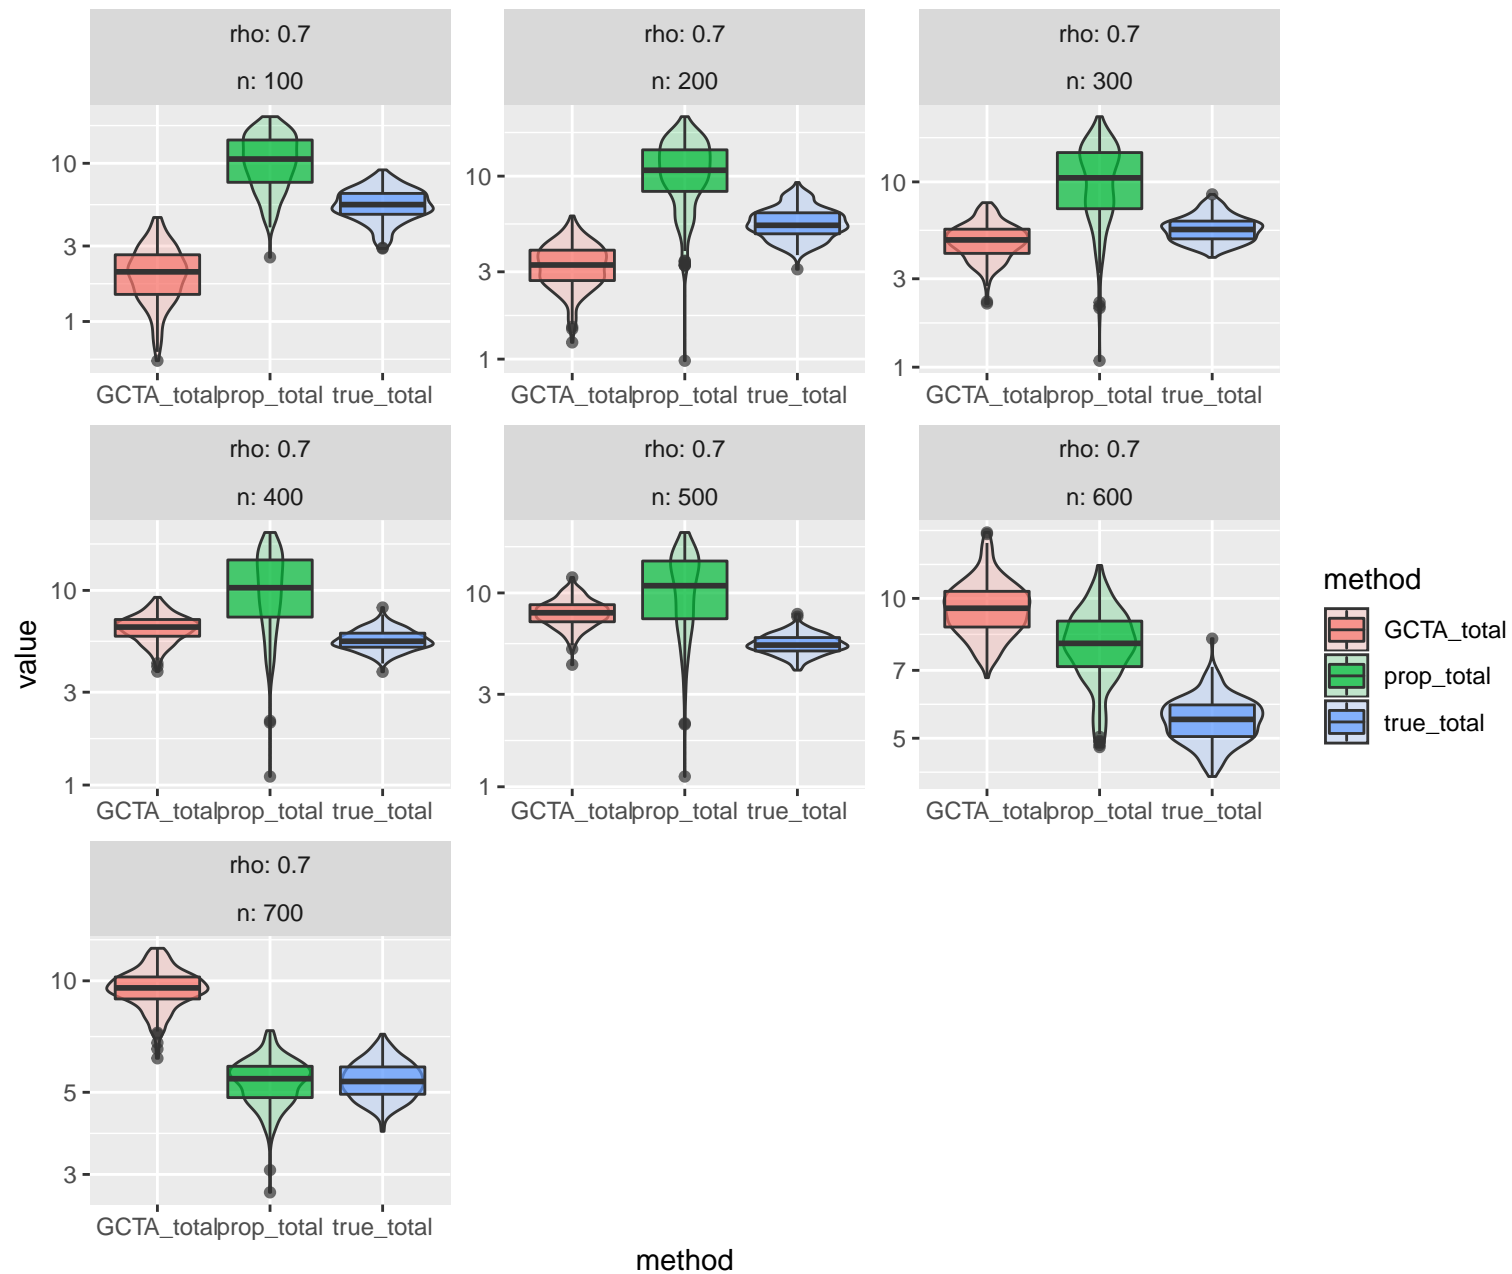 rho: 0.7 rho: 0.7 rho: 0.7
n: 100 n: 200 n: 300
10 3 1
10 3 1
10 3 1
GCTA_total prop_total true_total
GCTA_total prop_total true_total
GCTA_total prop_total true_total
rho: 0.7 rho: 0.7 rho: 0.7
n: 400 n: 500 n: 600
10 3 1
10 3 1
10 7 5
GCTA_total prop_total true_total
GCTA_total prop_total true_total
GCTA_total prop_total true_total
rho: 0.7
n: 700
10 5 3
GCTA_total prop_total true_total
value
method
method
GCTA_total
prop_total
true_total